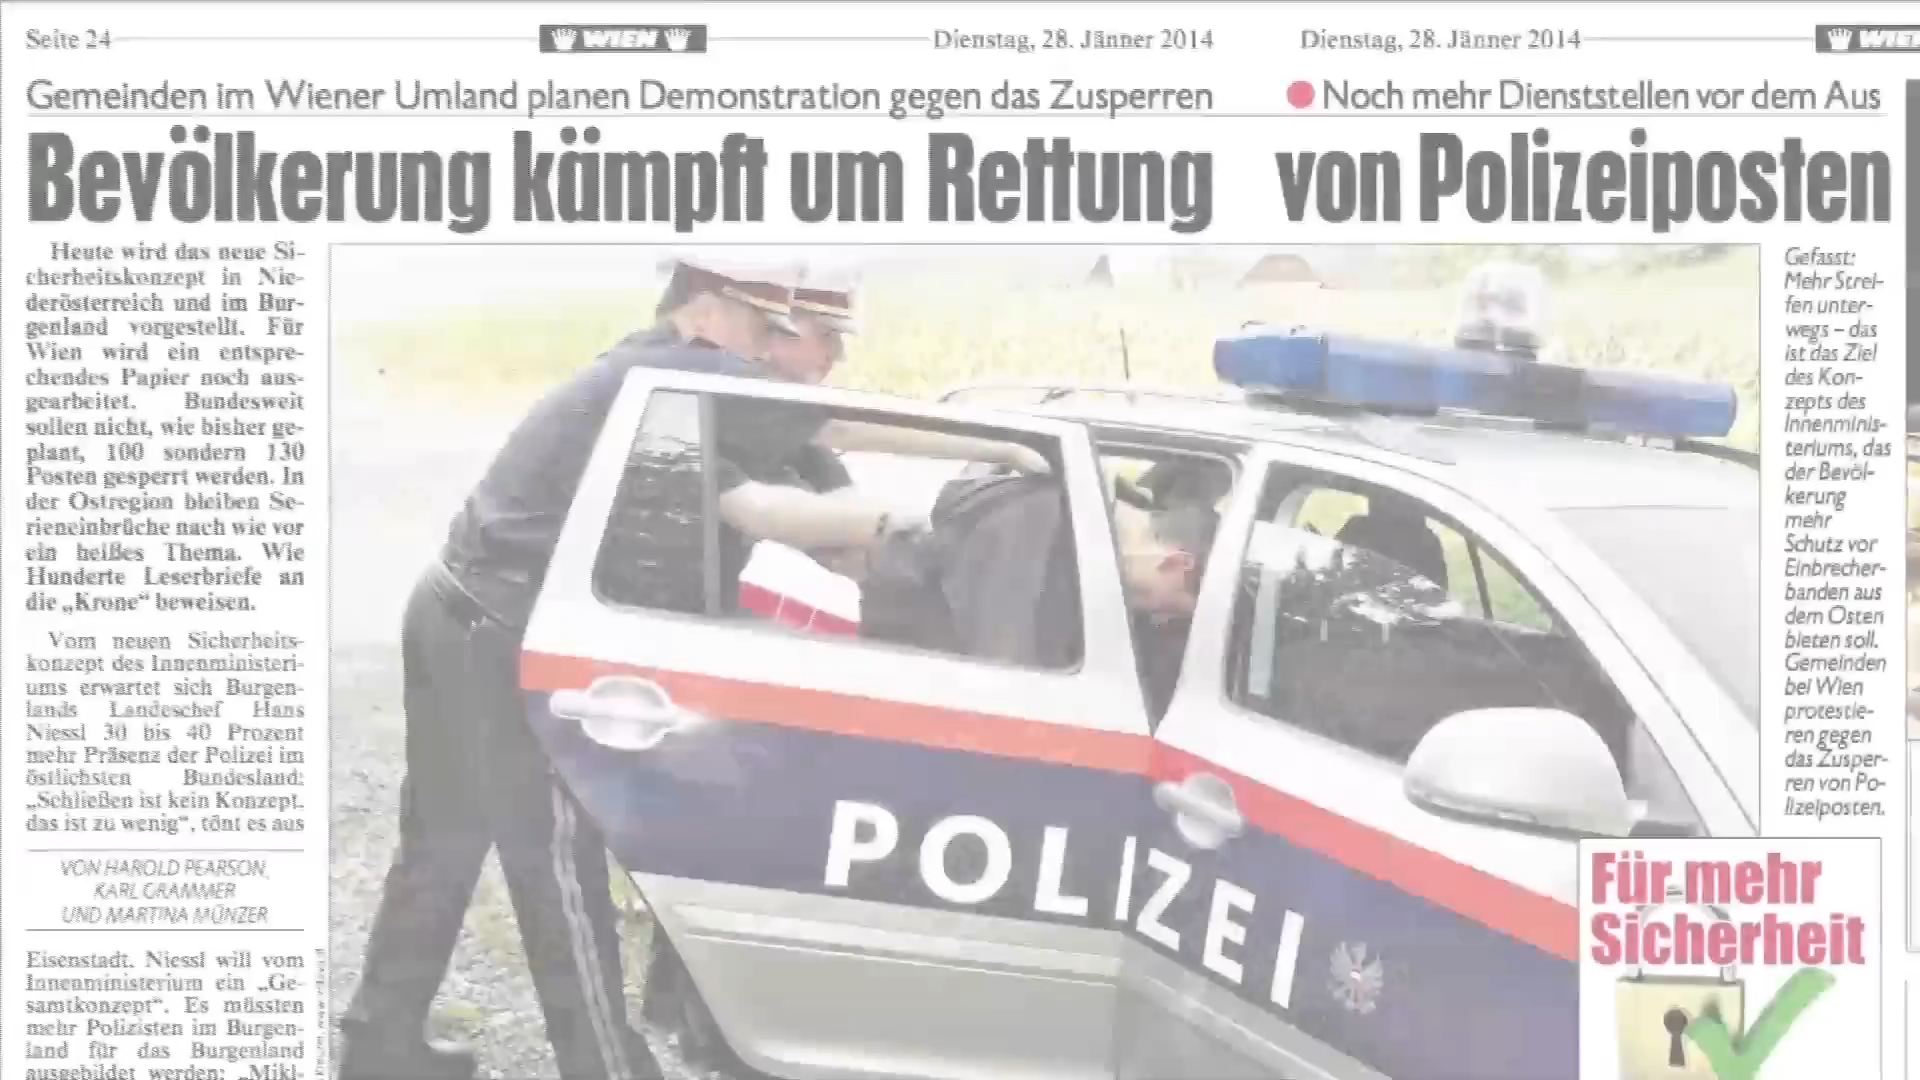 Seite 24
WIEN
Dienstag, 28. Jänner 2014
Dienstag, 28. Jänner 2014
WIEN
Gemeinden im Wiener Umland planen Demonstration gegen das Zusperren
Noch mehr Dienststellen vor dem Aus
Bevölkerung kämpft um Rettung von Polizeiposten
Heute wird das neue Si-
cherheitskonzept in Nie-
derösterreich und im Bur-
genland vorgestellt. Für
Wien wird ein entspre-
chendes Papier noch aus-
gearbeitet. Bundesweit
sollen nicht, wie bisher ge-
plant, 100 sondern 130
Posten gesperrt werden. In
der Ostregion bleiben Se-
rieneinbrüche nach wie vor
ein heißes Thema. Wie
Hunderte Leserbriefe an
die „Krone“ beweisen.
Vom neuen Sicherheits-
konzept des Innenministeri-
ums erwartet sich Burgen-
lands Landeschef Hans
Niessl 30 bis 40 Prozent
mehr Präsenz der Polizei im
östlichsten Bundesland:
„Schließen ist kein Konzept,
das ist zu wenig“, tönt es aus
VON HAROLD PEARSON,
KARL GRAMMER
UND MARTINA MÜNZER
Eisenstadt. Niessl will vom
Innenministerium ein „Ge-
samtkonzept“. Es müssten
mehr Polizisten im Burgen-
land für das Burgenland
ausgebildet werden: „Mikl-
POLIZEI
Gefasst:
Mehr Strei-
fen unter-
wegs – das
ist das Ziel
des Kon-
zepts des
Innenminis-
teriums, das
der Bevöl-
kerung
mehr
Schutz vor
Einbrecher-
banden aus
dem Osten
bieten soll.
Gemeinden
bei Wien
protestie-
ren gegen
das Zusper-
ren von Po-
lizeiposten.
Für mehr
Sicherheit